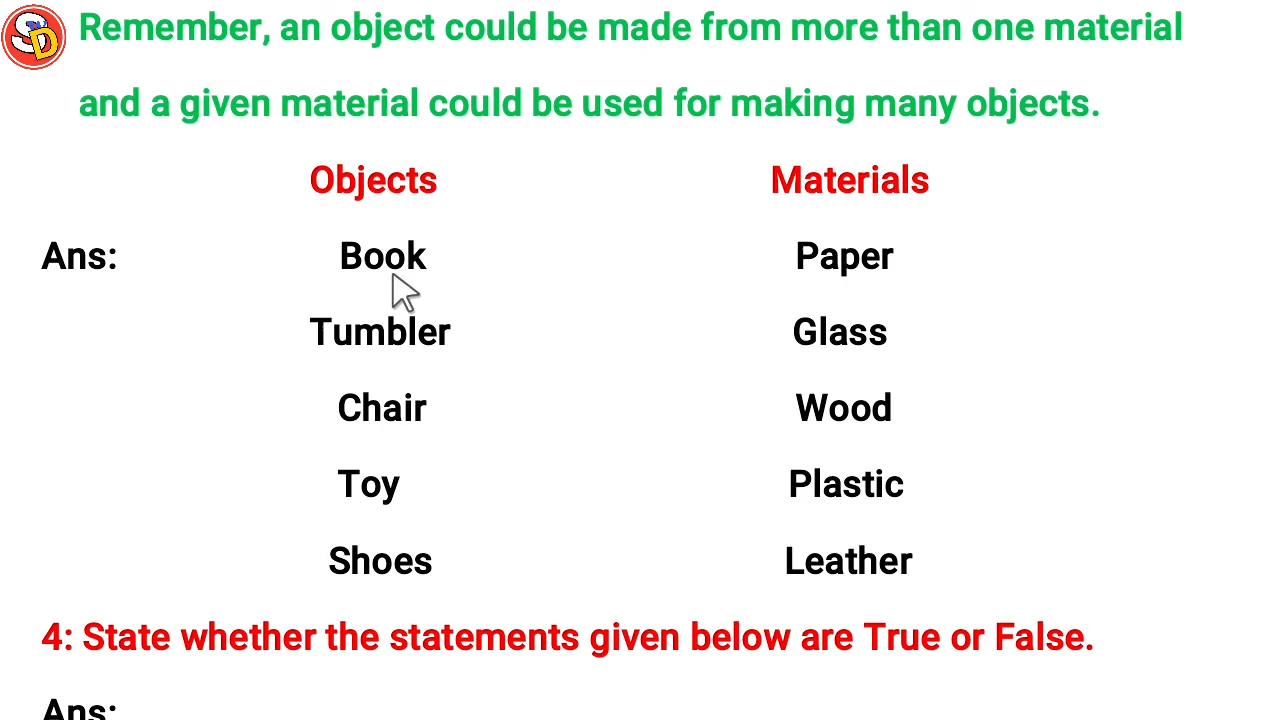 SD
Remember, an object could be made from more than one material
and a given material could be used for making many objects.
Objects Materials
Ans: Book Paper
Tumbler Glass
Chair Wood
Toy Plastic
Shoes Leather
4: State whether the statements given below are True or False.
Ans: